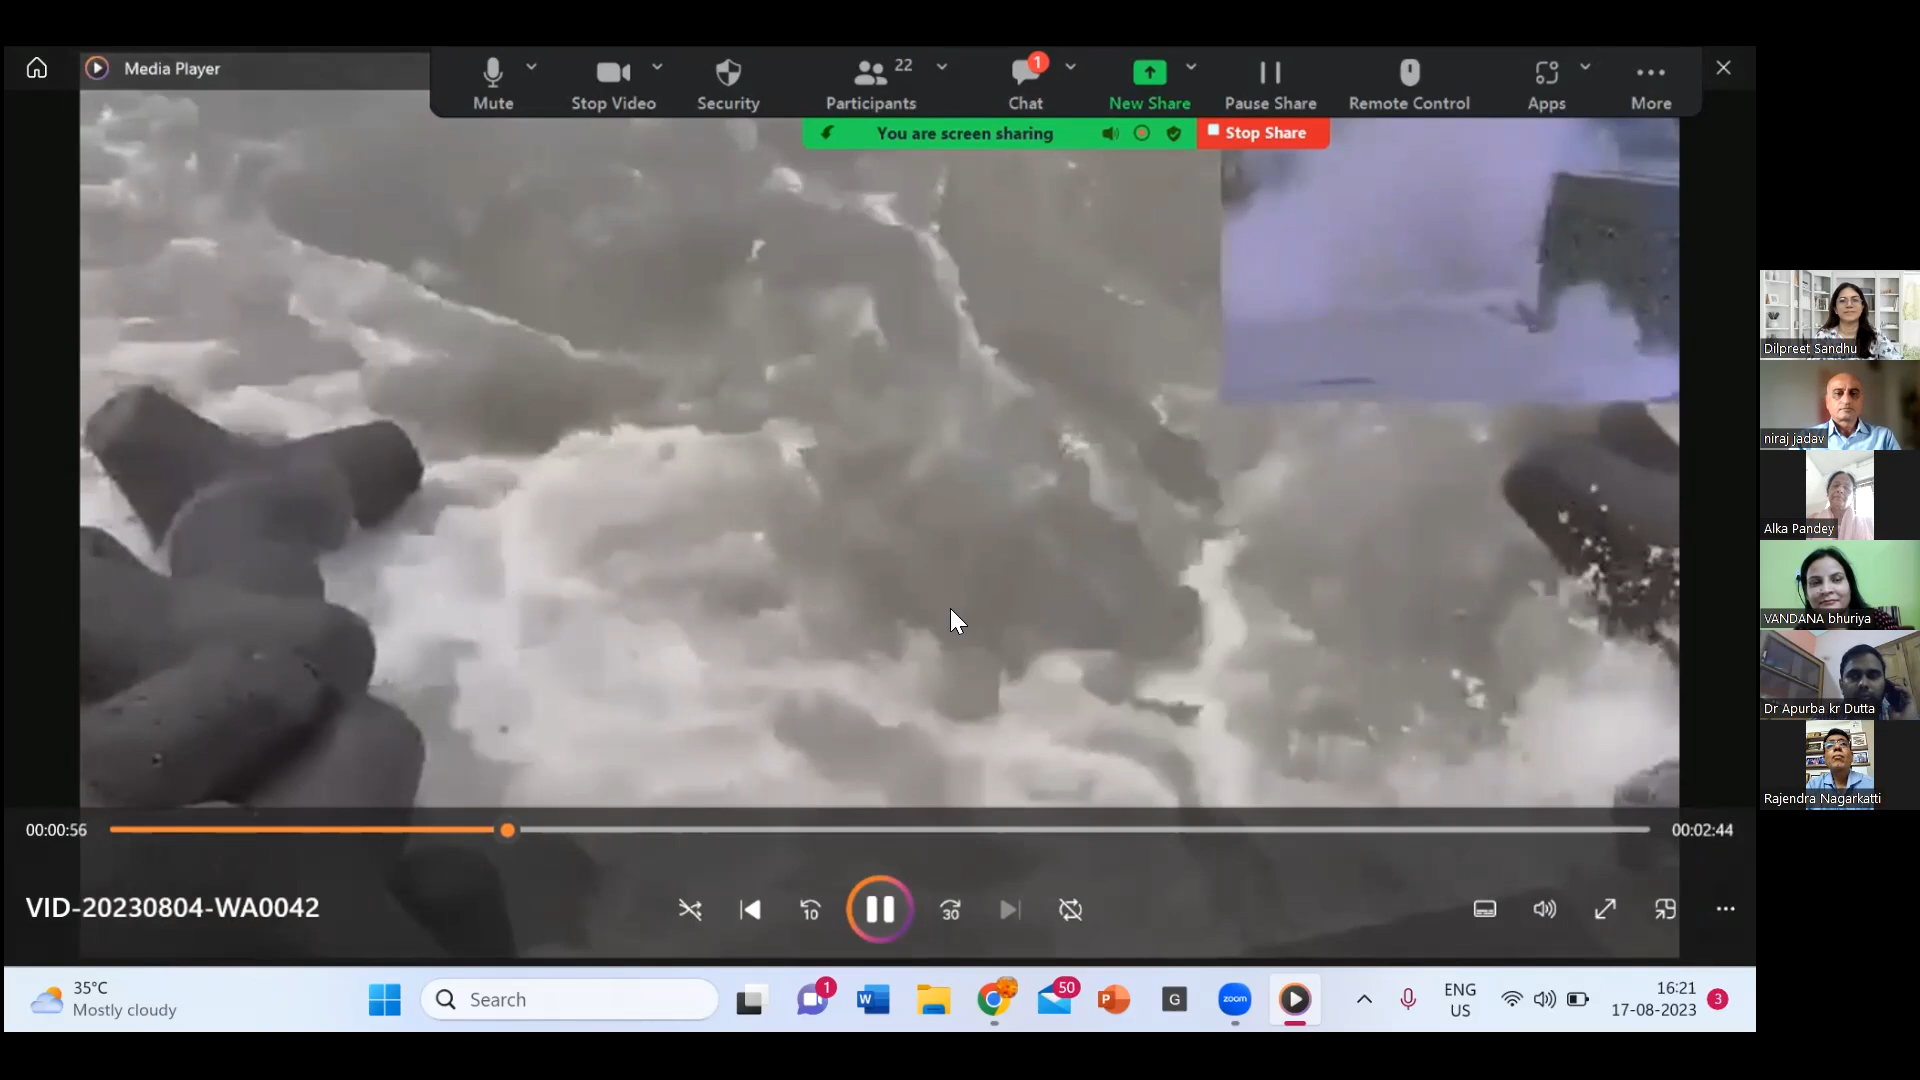 Media Player
Mute
Stop Video
Security
22
Participants
1
Chat
New Share
Pause Share
Remote Control
Apps
More
You are screen sharing
Stop Share
Dilpreet Sandhu
niraj jadav
Alka Pandey
VANDANA bhuriya
Dr Apurba kr Dutta
Rajendra Nagarkatti
00:00:56
00:02:44
VID-20230804-WA0042
10
30
35°C
Mostly cloudy
Search
1
W
50
P
G
zoom
ENG
US
16:21
17-08-2023
3